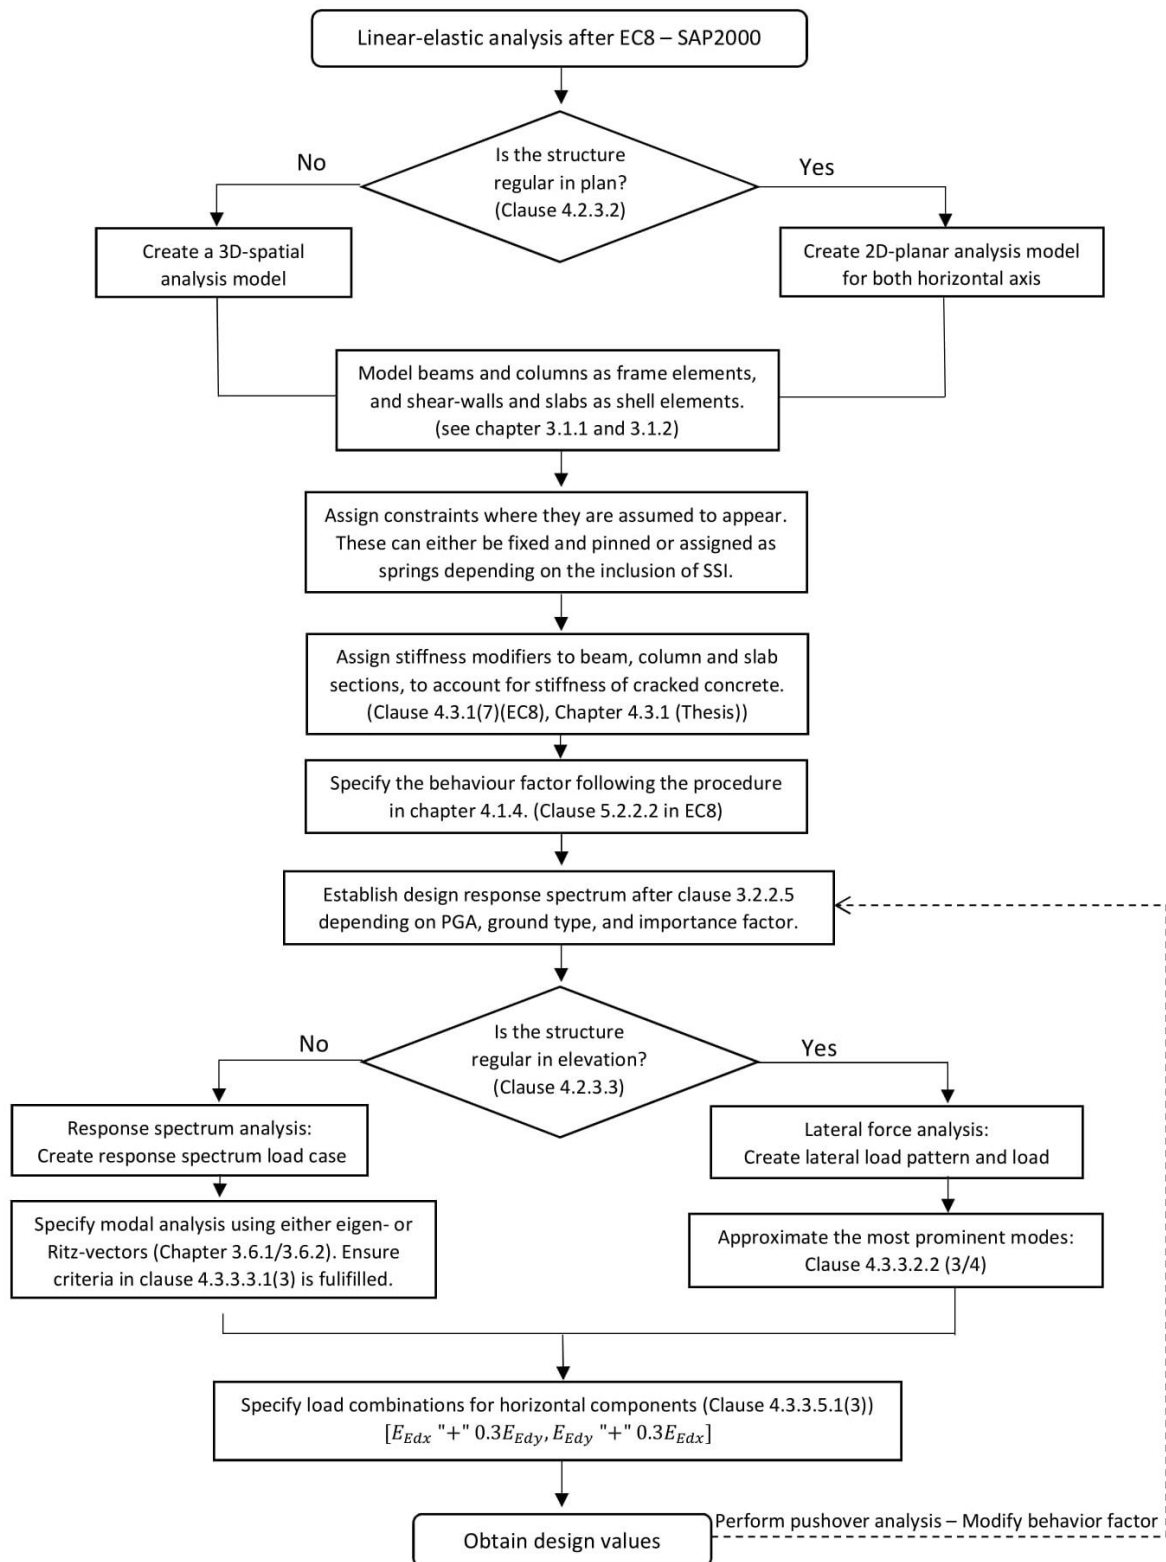 Linear-elastic analysis after EC8 – SAP2000
Is the structure
regular in plan?
(Clause 4.2.3.2)
No
Yes
Create a 3D-spatial
analysis model
Create 2D-planar analysis model
for both horizontal axis
Model beams and columns as frame elements,
and shear-walls and slabs as shell elements.
(see chapter 3.1.1 and 3.1.2)
Assign constraints where they are assumed to appear.
These can either be fixed and pinned or assigned as
springs depending on the inclusion of SSI.
Assign stiffness modifiers to beam, column and slab
sections, to account for stiffness of cracked concrete.
(Clause 4.3.1(7)(EC8), Chapter 4.3.1 (Thesis))
Specify the behaviour factor following the procedure
in chapter 4.1.4. (Clause 5.2.2.2 in EC8)
Establish design response spectrum after clause 3.2.2.5
depending on PGA, ground type, and importance factor.
Is the structure
regular in elevation?
(Clause 4.2.3.3)
No
Yes
Response spectrum analysis:
Create response spectrum load case
Lateral force analysis:
Create lateral load pattern and load
Specify modal analysis using either eigen- or
Ritz-vectors (Chapter 3.6.1/3.6.2). Ensure
criteria in clause 4.3.3.3.1(3) is fulifilled.
Approximate the most prominent modes:
Clause 4.3.3.2.2 (3/4)
Specify load combinations for horizontal components (Clause 4.3.3.5.1(3))
[E_{Edx} "+" 0.3E_{Edy}, E_{Edy} "+" 0.3E_{Edx}]
Obtain design values
Perform pushover analysis – Modify behavior factor